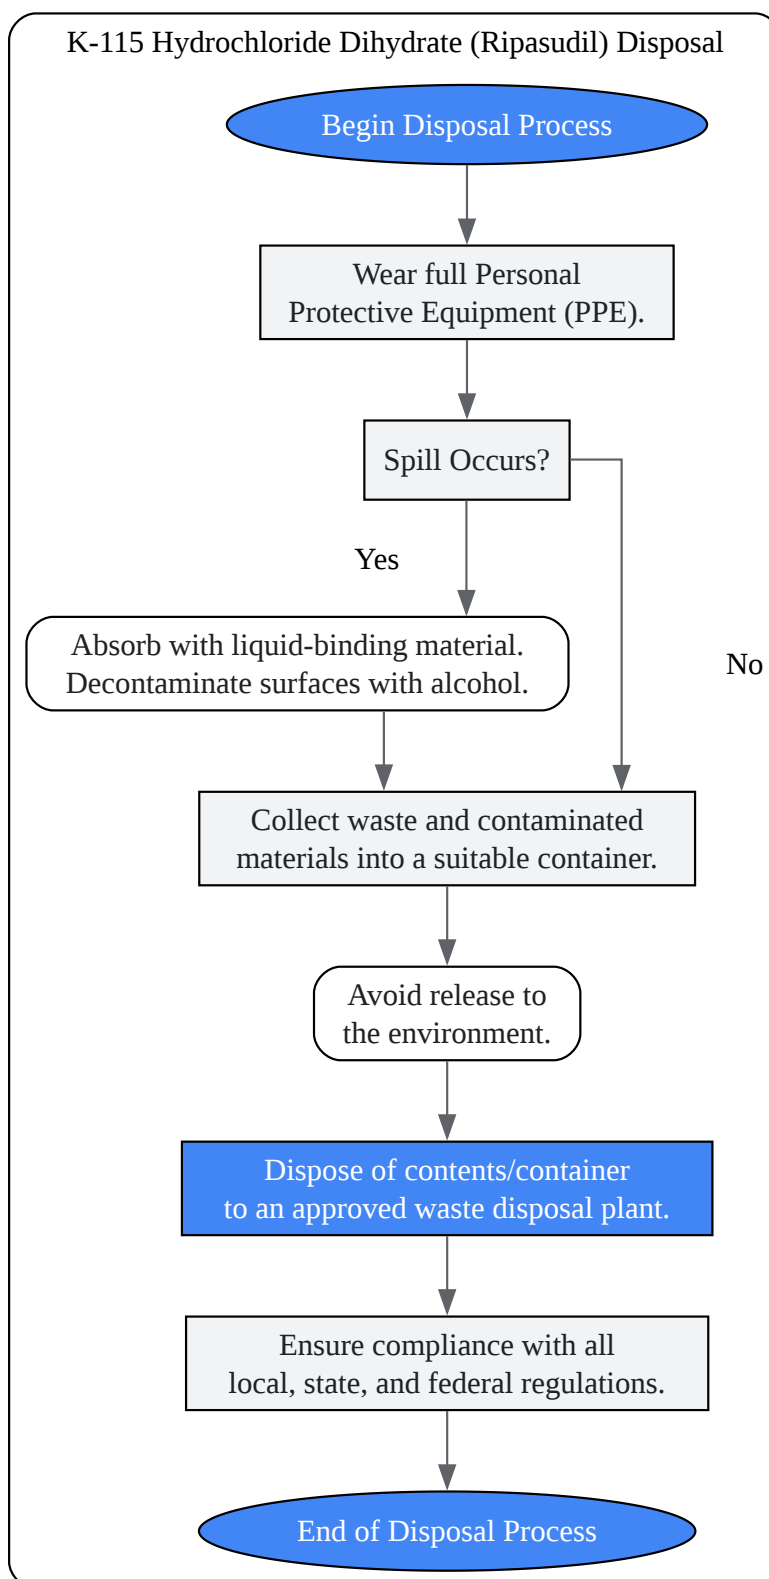 K-115 Hydrochloride Dihydrate (Ripasudil) Disposal
Begin Disposal Process
Wear full Personal
Protective Equipment (PPE).
Spill Occurs?
Yes
Absorb with liquid-binding material.
Decontaminate surfaces with alcohol.
No
Collect waste and contaminated
materials into a suitable container.
Avoid release to
the environment.
Dispose of contents/container
to an approved waste disposal plant.
Ensure compliance with all
local, state, and federal regulations.
End of Disposal Process